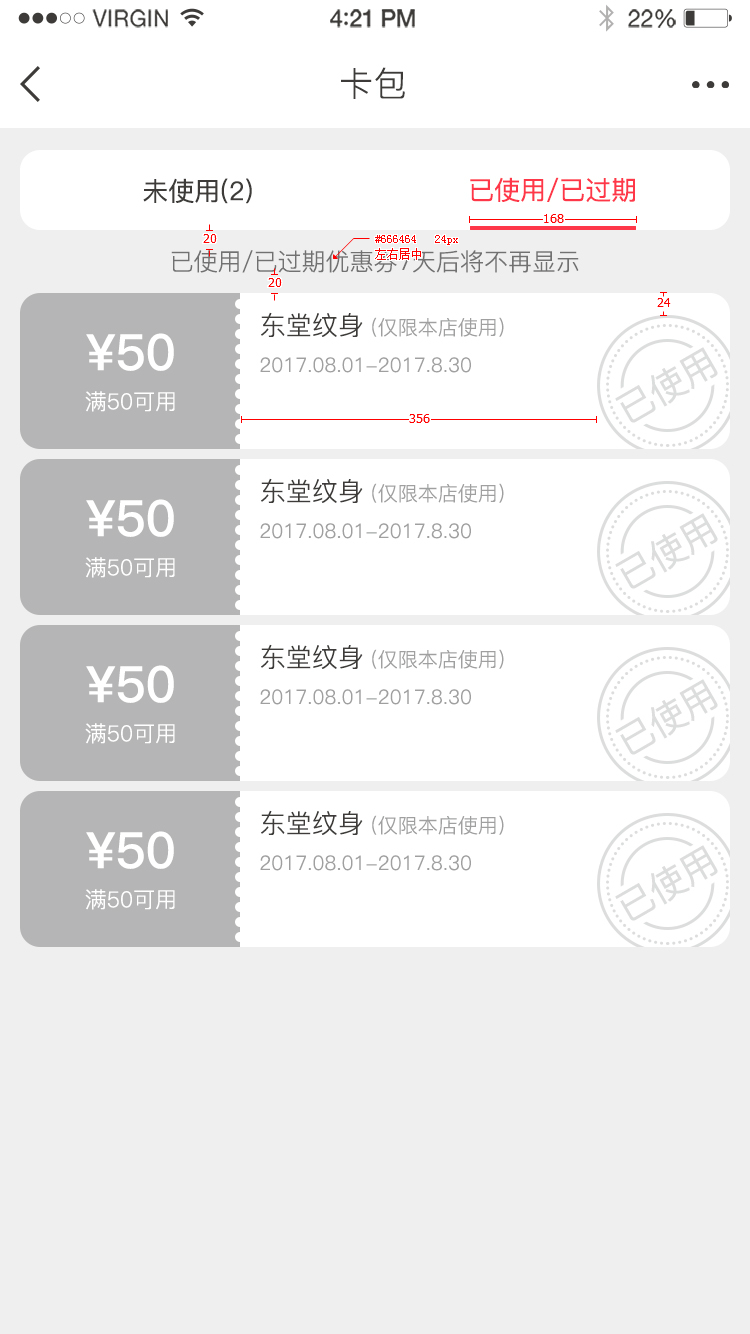 VIRGIN 4:21 PM 22%
卡包
未使用(2) 已使用/已过期
168
20 #666464 24px
左右居中
已使用/已过期优惠券7天后将不再显示
20
24
¥50 东堂纹身 (仅限本店使用)
2017.08.01-2017.8.30
满50可用 已使用
356
¥50 东堂纹身 (仅限本店使用)
2017.08.01-2017.8.30
满50可用 已使用
¥50 东堂纹身 (仅限本店使用)
2017.08.01-2017.8.30
满50可用 已使用
¥50 东堂纹身 (仅限本店使用)
2017.08.01-2017.8.30
满50可用 已使用